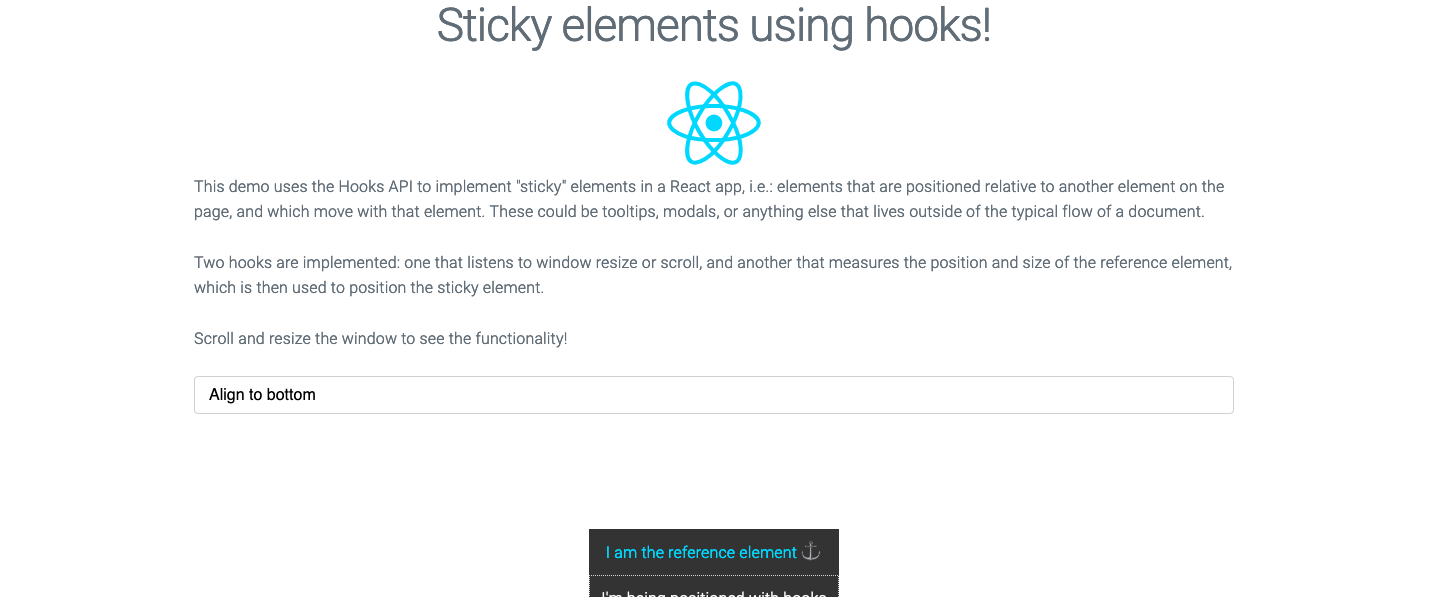 Sticky elements using hooks!
This demo uses the Hooks API to implement "sticky" elements in a React app, i.e.: elements that are positioned relative to another element on the
page, and which move with that element. These could be tooltips, modals, or anything else that lives outside of the typical flow of a document.
Two hooks are implemented: one that listens to window resize or scroll, and another that measures the position and size of the reference element,
which is then used to position the sticky element.
Scroll and resize the window to see the functionality!
Align to bottom
I am the reference element ⚓
I'm being positioned with hooks